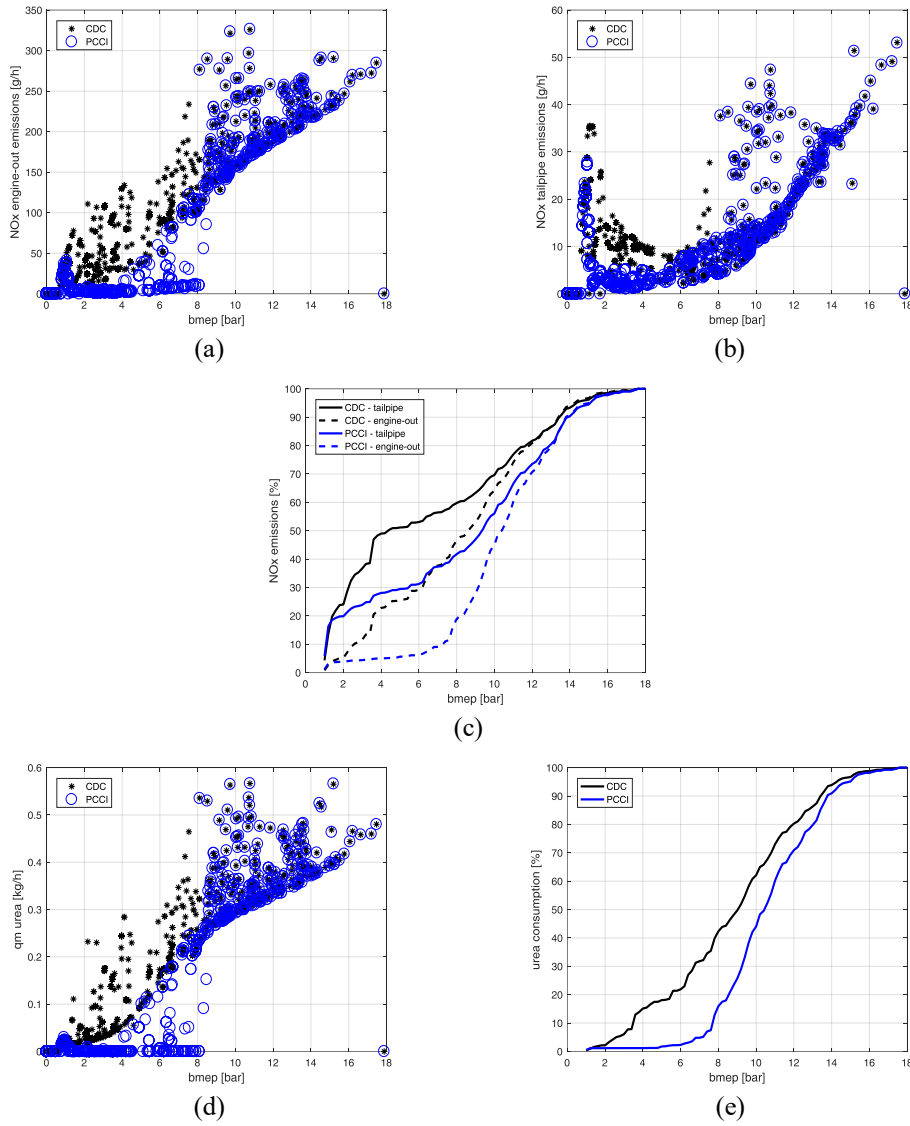 350
300
250
200
150
100
50
0
NOx engine-out emissions [g/h]
CDC
PCCI
0 2 4 6 8 10 12 14 16 18
bmep [bar]
(a)
60
50
40
30
20
10
0
NOx tailpipe emissions [g/h]
CDC
PCCI
0 2 4 6 8 10 12 14 16 18
bmep [bar]
(b)
100
90
80
70
60
50
40
30
20
10
0
NOx emissions [%]
CDC - tailpipe
CDC - engine-out
PCCI - tailpipe
PCCI - engine-out
0 2 4 6 8 10 12 14 16 18
bmep [bar]
(c)
0.6
0.5
0.4
0.3
0.2
0.1
0
qm urea [kg/h]
CDC
PCCI
0 2 4 6 8 10 12 14 16 18
bmep [bar]
(d)
100
90
80
70
60
50
40
30
20
10
0
urea consumption [%]
CDC
PCCI
0 2 4 6 8 10 12 14 16 18
bmep [bar]
(e)